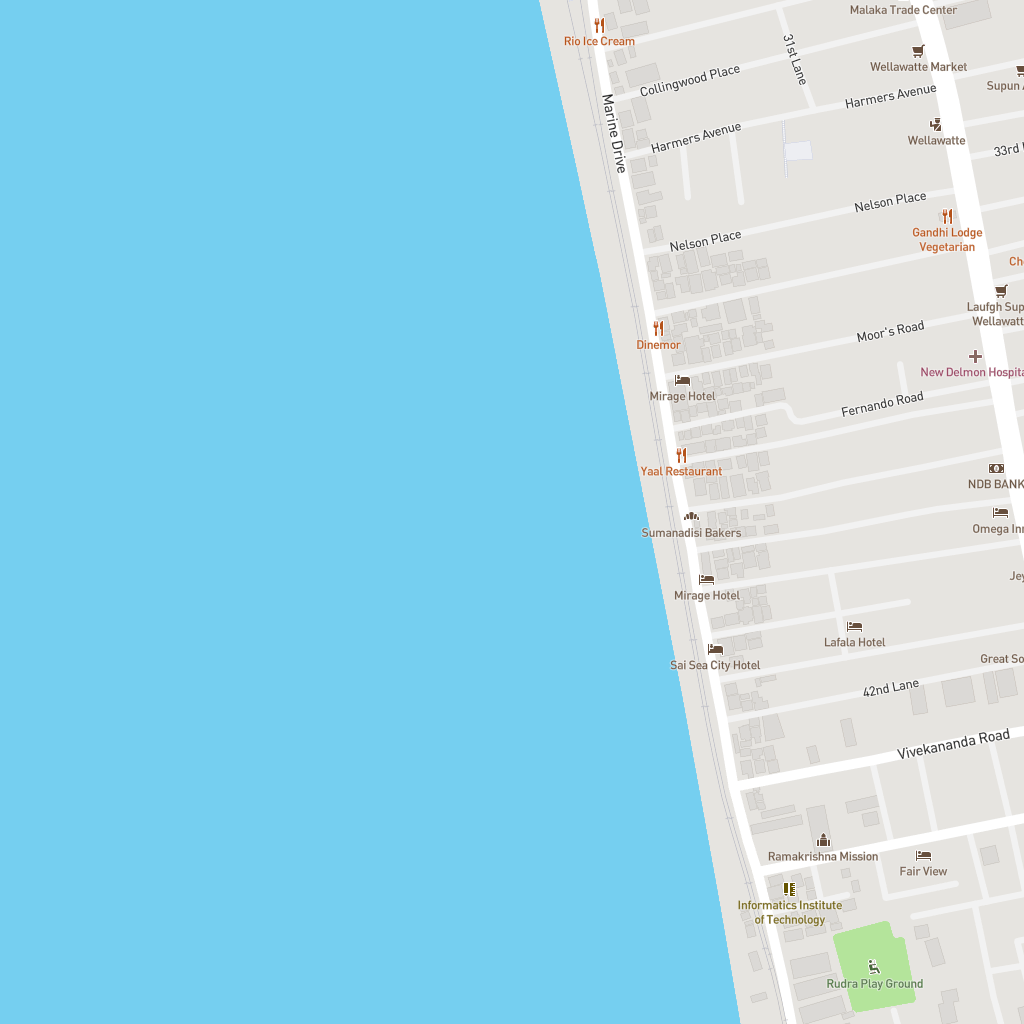 Malaka Trade Center
Rio Ice Cream
31st Lane
Wellawatte Market
Collingwood Place
Supun
Harmers Avenue
Marine Drive
Harmers Avenue
Wellawatte
33rd
Nelson Place
Gandhi Lodge
Vegetarian
Nelson Place
Laufgh Sup
Wellawatt
Moor's Road
Dinemor
New Delmon Hospita
Mirage Hotel
Fernando Road
Yaal Restaurant
NDB BANK
Sumanadisi Bakers
Omega Inn
Mirage Hotel
Lafala Hotel
Sai Sea City Hotel
Great So
42nd Lane
Vivekananda Road
Ramakrishna Mission
Fair View
Informatics Institute
of Technology
Rudra Play Ground